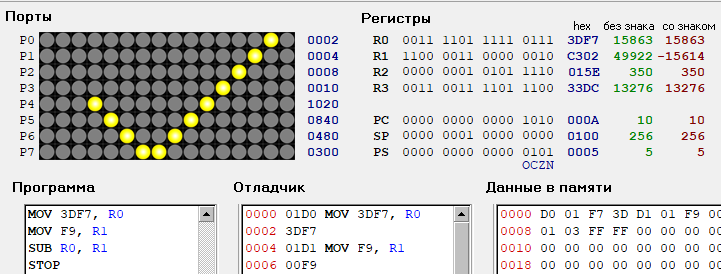 Порты
P0 0002
P1 0004
P2 0008
P3 0010
P4 1020
P5 0840
P6 0480
P7 0300
Регистры hex без знака со знаком
R0 0011 1101 1111 0111 3DF7 15863 15863
R1 1100 0011 0000 0010 C302 49922 -15614
R2 0000 0001 0101 1110 015E 350 350
R3 0011 0011 1101 1100 33DC 13276 13276
PC 0000 0000 0000 1010 000A 10 10
SP 0000 0001 0000 0000 0100 256 256
PS 0000 0000 0000 0101 0005 5 5
OCZN
Программа
MOV 3DF7, R0
MOV F9, R1
SUB R0, R1
STOP
Отладчик
0000 01D0 MOV 3DF7, R0
0002 3DF7
0004 01D1 MOV F9, R1
0006 00F9
Данные в памяти
0000 D0 01 F7 3D D1 01 F9 00
0008 01 03 FF FF 00 00 00 00
0010 00 00 00 00 00 00 00 00
0018 00 00 00 00 00 00 00 00